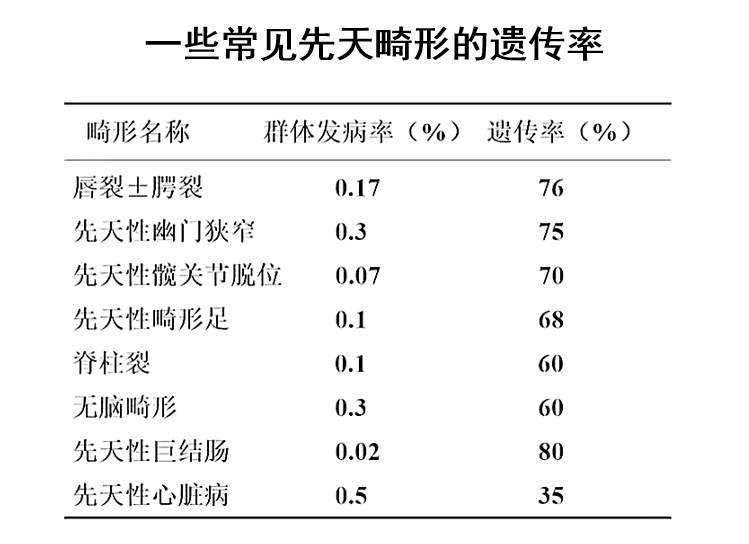 一些常见先天畸形的遗传率
畸形名称 群体发病率（%） 遗传率（%）
唇裂±腭裂 0.17 76
先天性幽门狭窄 0.3 75
先天性髋关节脱位 0.07 70
先天性畸形足 0.1 68
脊柱裂 0.1 60
无脑畸形 0.3 60
先天性巨结肠 0.02 80
先天性心脏病 0.5 35